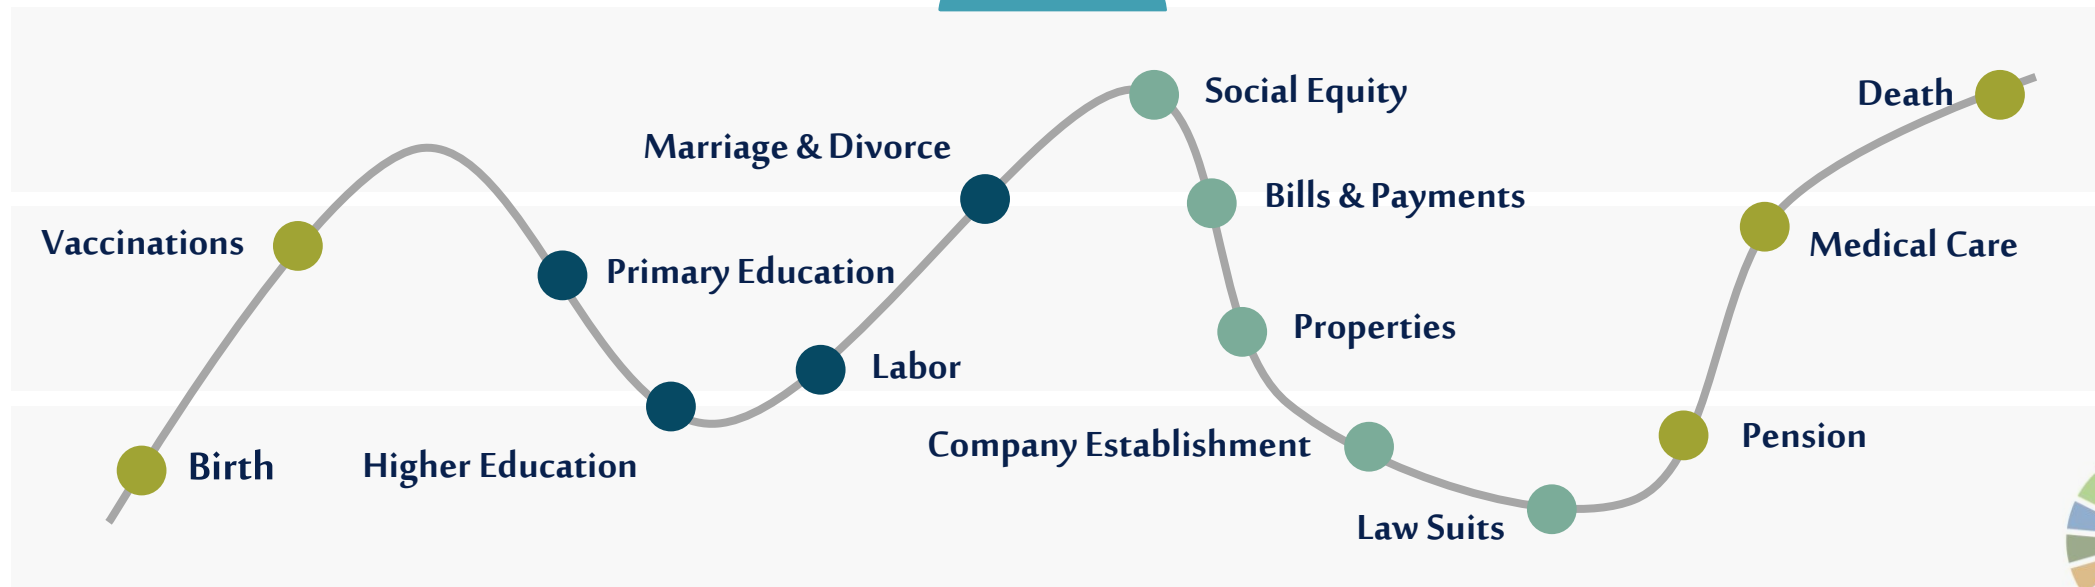 Birth
Vaccinations
Primary Education
Higher Education
Labor
Marriage & Divorce
Social Equity
Bills & Payments
Properties
Company Establishment
Law Suits
Pension
Medical Care
Death